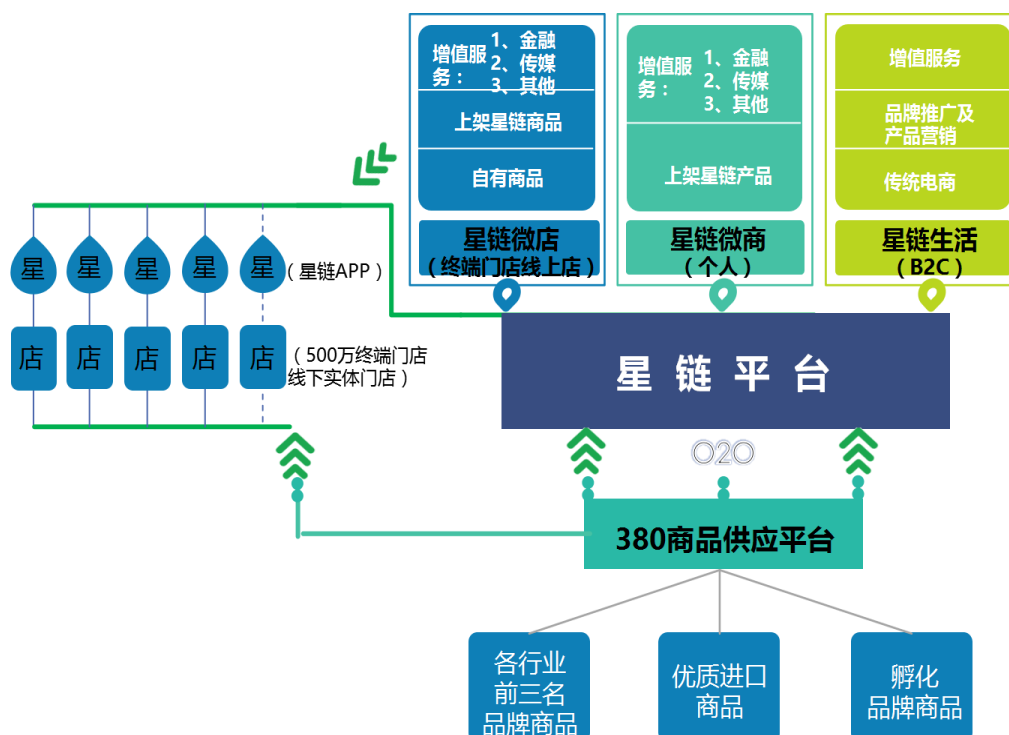 增值服
务：
1、金融
2、传媒
3、其他
上架星链商品
自有商品
星链微店
（终端门店线上店）
增值服
务：
1、金融
2、传媒
3、其他
上架星链产品
星链微商
（个人）
增值服务
品牌推广及
产品营销
传统电商
星链生活
（B2C）
星
星
星
星
星
（星链APP）
店
店
店
店
店
（500万终端门店
线下实体门店）
星链平台
O2O
380商品供应平台
各行业
前三名
品牌商品
优质进口
商品
孵化
品牌商品